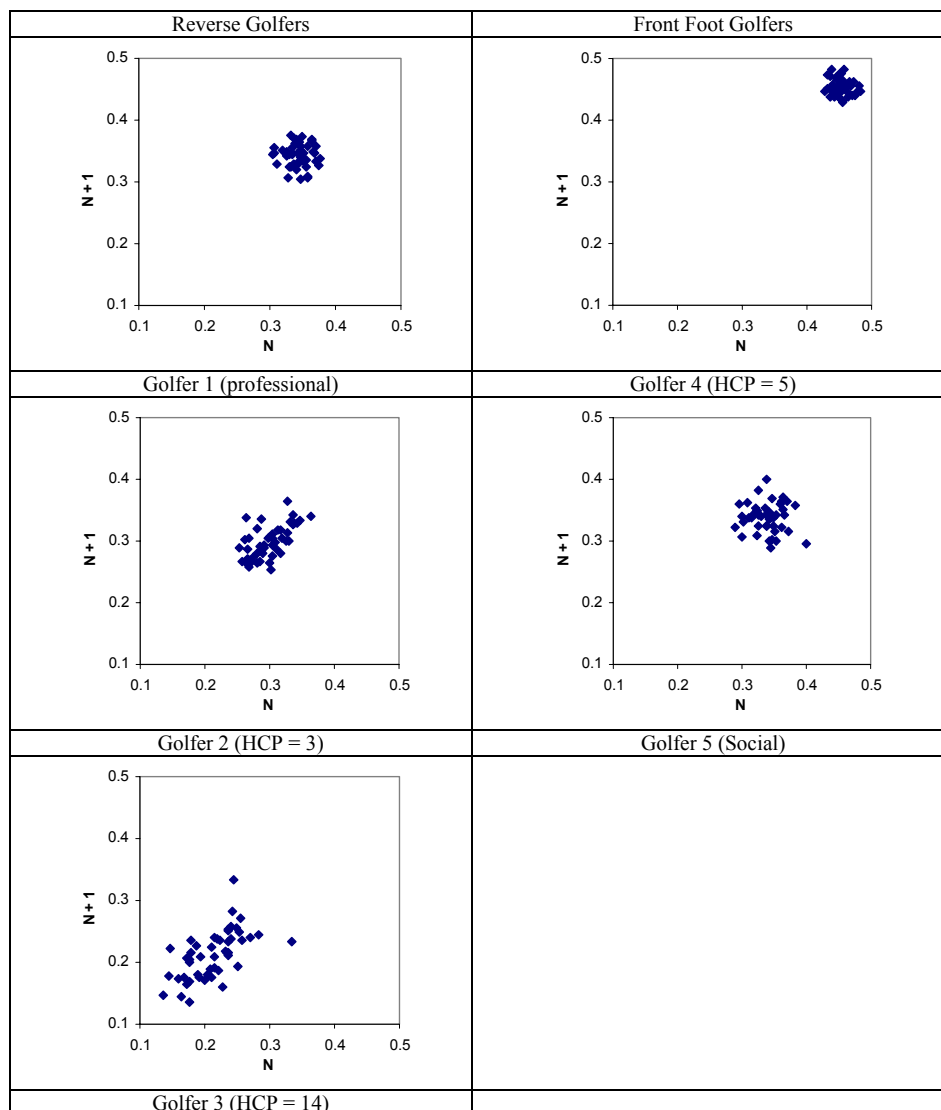 Reverse Golfers
Front Foot Golfers
0.5
0.4
0.3
0.2
0.1
N + 1
0.1 0.2 0.3 0.4 0.5
N
0.5
0.4
0.3
0.2
0.1
N + 1
0.1 0.2 0.3 0.4 0.5
N
Golfer 1 (professional)
Golfer 4 (HCP = 5)
0.5
0.4
0.3
0.2
0.1
N + 1
0.1 0.2 0.3 0.4 0.5
N
0.5
0.4
0.3
0.2
0.1
N + 1
0.1 0.2 0.3 0.4 0.5
N
Golfer 2 (HCP = 3)
Golfer 5 (Social)
0.5
0.4
0.3
0.2
0.1
N + 1
0.1 0.2 0.3 0.4 0.5
N
Golfer 3 (HCP = 14)